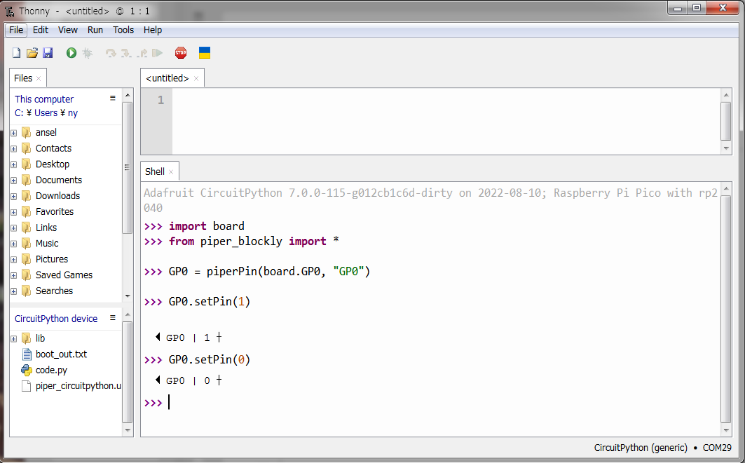 Thonny - <untitled> @ 1 : 1
File Edit View Run Tools Help
STOP
Files ×
This computer
C: ¥ Users ¥ ny
ansel
Contacts
Desktop
Documents
Downloads
Favorites
Links
Music
Pictures
Saved Games
Searches
CircuitPython device
lib
boot_out.txt
code.py
piper_circuitpython.u
<untitled> ×
1
Shell ×
Adafruit CircuitPython 7.0.0-115-g012cb1c6d-dirty on 2022-08-10; Raspberry Pi Pico with rp2
040
>>> import board
>>> from piper_blockly import *
>>> GP0 = piperPin(board.GP0, "GP0")
>>> GP0.setPin(1)
GP0 | 1
>>> GP0.setPin(0)
GP0 | 0
>>>
CircuitPython (generic) • COM29